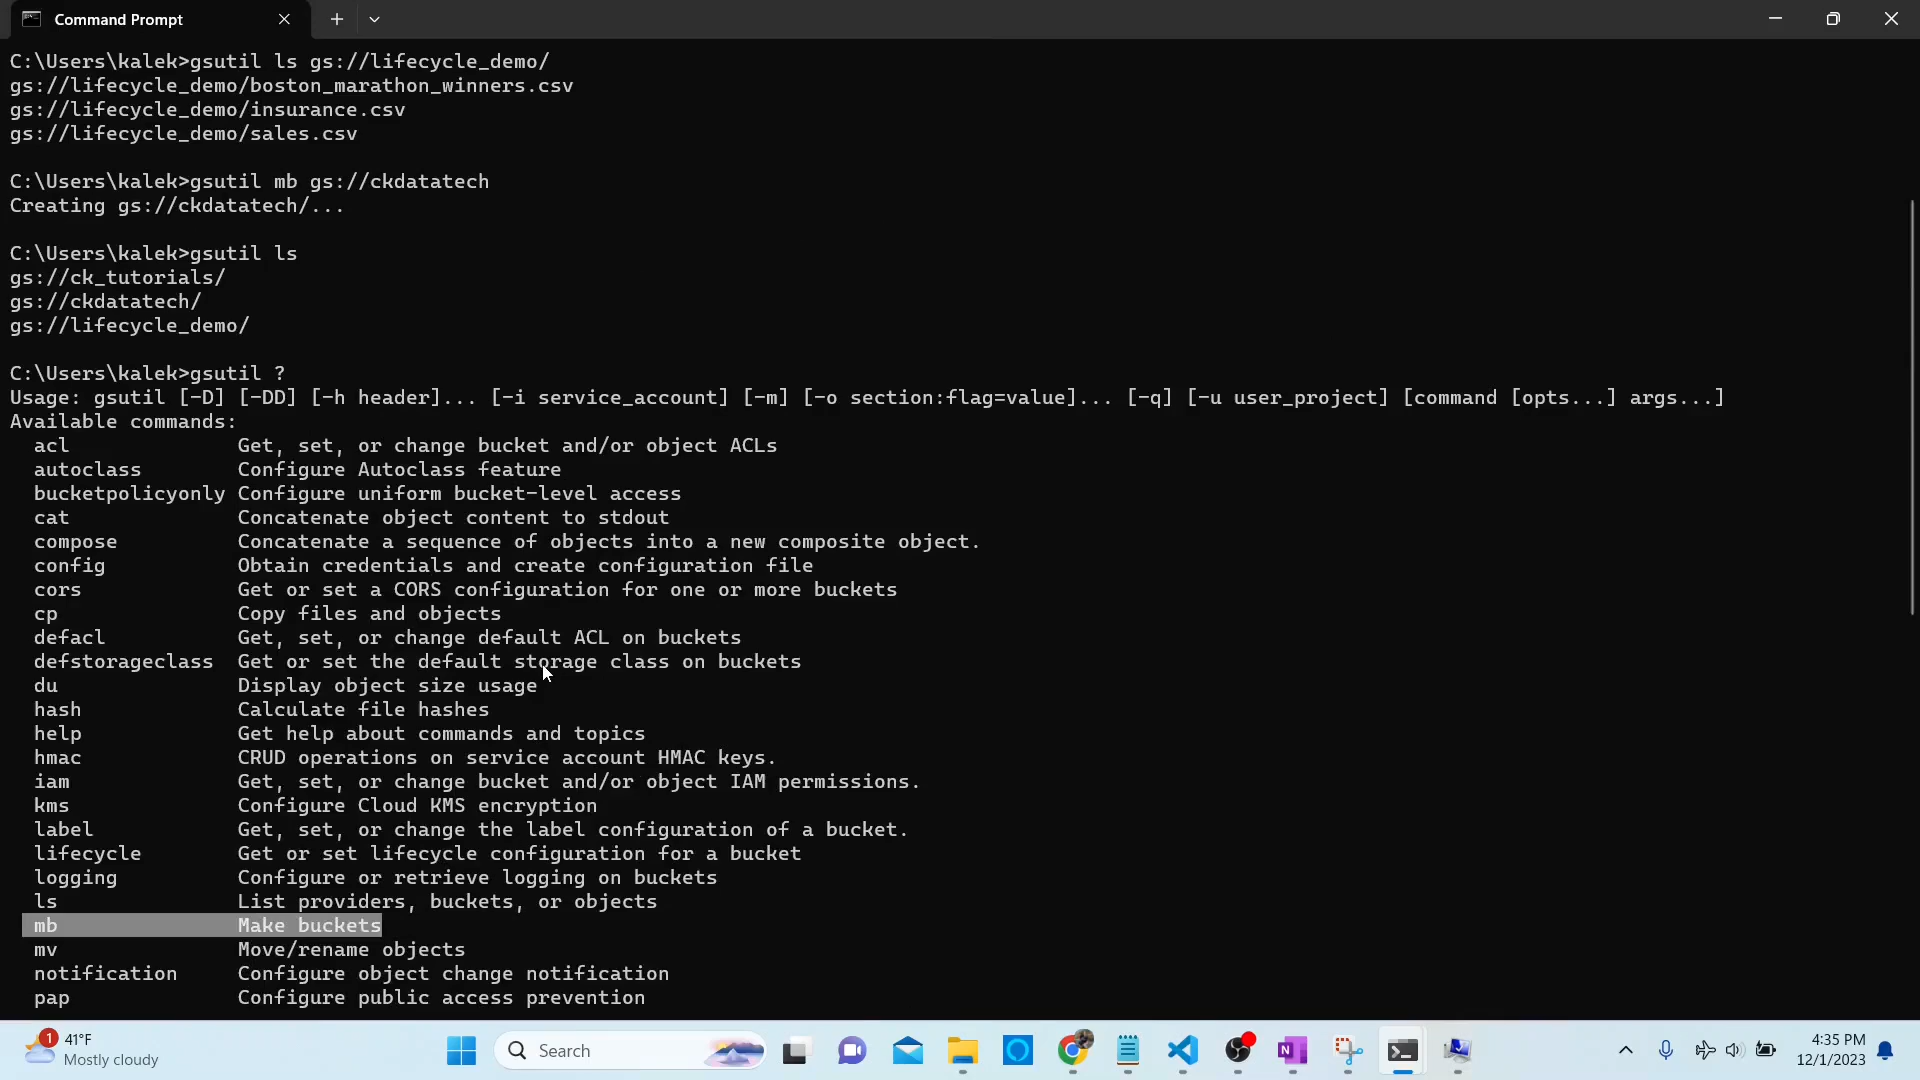 Command Prompt
C:\Users\kalek>gsutil ls gs://lifecycle_demo/
gs://lifecycle_demo/boston_marathon_winners.csv
gs://lifecycle_demo/insurance.csv
gs://lifecycle_demo/sales.csv
C:\Users\kalek>gsutil mb gs://ckdatatech
Creating gs://ckdatatech/...
C:\Users\kalek>gsutil ls
gs://ck_tutorials/
gs://ckdatatech/
gs://lifecycle_demo/
C:\Users\kalek>gsutil ?
Usage: gsutil [-D] [-DD] [-h header]... [-i service_account] [-m] [-o section:flag=value]... [-q] [-u user_project] [command [opts...] args...]
Available commands:
acl Get, set, or change bucket and/or object ACLs
autoclass Configure Autoclass feature
bucketpolicyonly Configure uniform bucket-level access
cat Concatenate object content to stdout
compose Concatenate a sequence of objects into a new composite object.
config Obtain credentials and create configuration file
cors Get or set a CORS configuration for one or more buckets
cp Copy files and objects
defacl Get, set, or change default ACL on buckets
defstorageclass Get or set the default storage class on buckets
du Display object size usage
hash Calculate file hashes
help Get help about commands and topics
hmac CRUD operations on service account HMAC keys.
iam Get, set, or change bucket and/or object IAM permissions.
kms Configure Cloud KMS encryption
label Get, set, or change the label configuration of a bucket.
lifecycle Get or set lifecycle configuration for a bucket
logging Configure or retrieve logging on buckets
ls List providers, buckets, or objects
mb Make buckets
mv Move/rename objects
notification Configure object change notification
pap Configure public access prevention
1 41°F
Mostly cloudy
Search
N
4:35 PM
12/1/2023